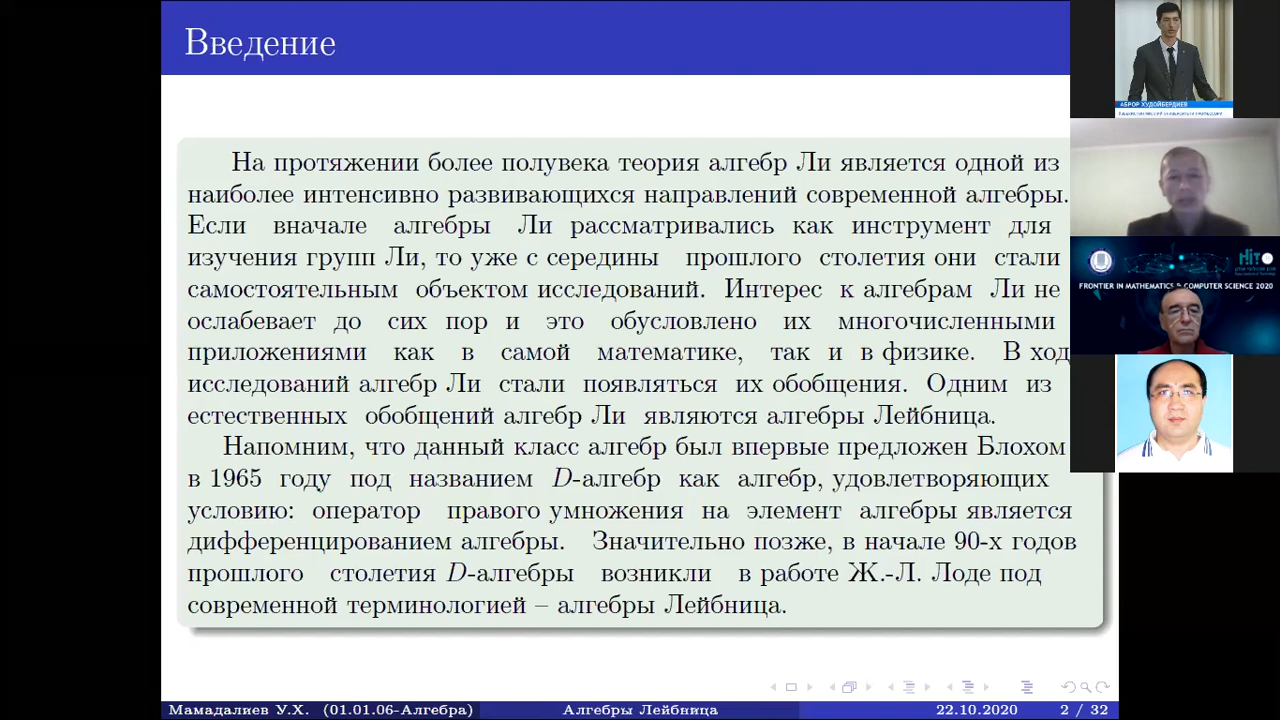 Введение
На протяжении более полувека теория алгебр Ли является одной из
наиболее интенсивно развивающихся направлений современной алгебры.
Если вначале алгебры Ли рассматривались как инструмент для
изучения групп Ли, то уже с середины прошлого столетия они стали
самостоятельным объектом исследований. Интерес к алгебрам Ли не
ослабевает до сих пор и это обусловлено их многочисленными
приложениями как в самой математике, так и в физике. В ход
исследований алгебр Ли стали появляться их обобщения. Одним из
естественных обобщений алгебр Ли являются алгебры Лейбница.
Напомним, что данный класс алгебр был впервые предложен Блохом
в 1965 году под названием D-алгебр как алгебр, удовлетворяющих
условию: оператор правого умножения на элемент алгебры является
дифференцированием алгебры. Значительно позже, в начале 90-х годов
прошлого столетия D-алгебры возникли в работе Ж.-Л. Лоде под
современной терминологией – алгебры Лейбница.
Мамадалиев У.Х. (01.01.06-Алгебра) Алгебры Лейбница 22.10.2020 2 / 32
АБРОР ХУДОЙБЕРДИЕВ
HITO
FRONTIER IN MATHEMATICS & COMPUTER SCIENCE 2020